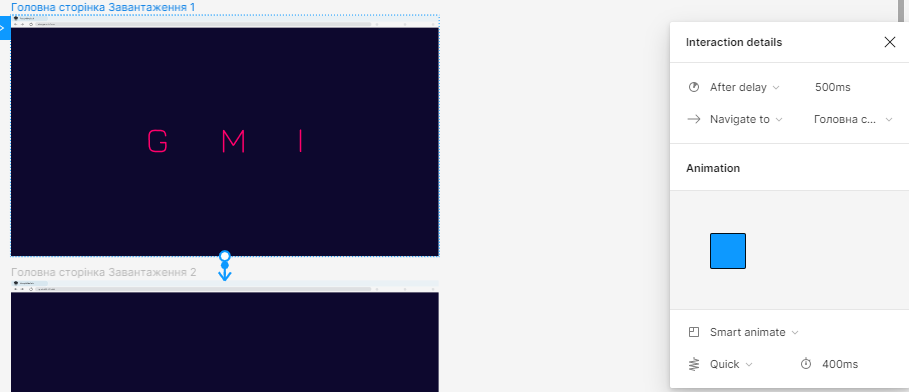 Головна сторінка Завантаження 1
G M I
Головна сторінка Завантаження 2
Interaction details
After delay 500ms
Navigate to Головна с...
Animation
Smart animate
Quick 400ms